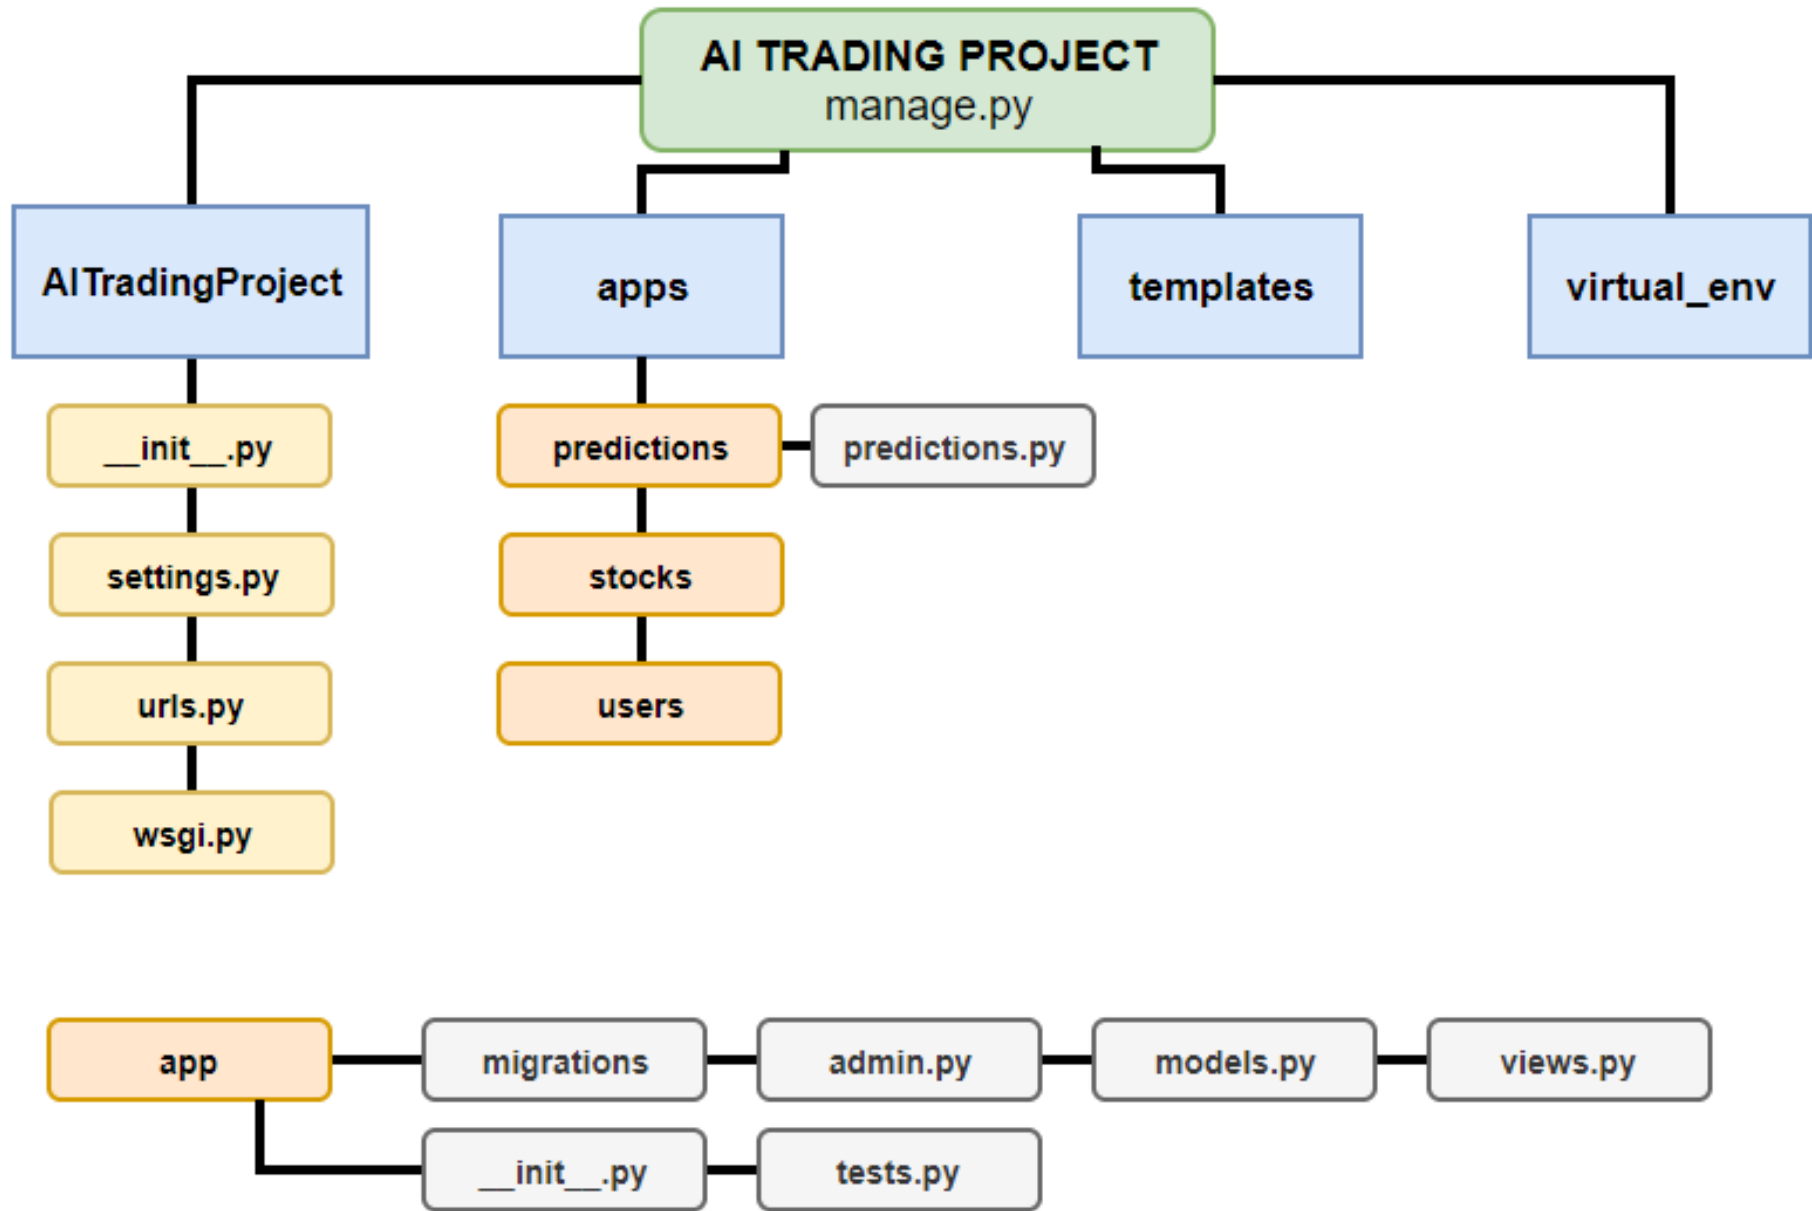 AI TRADING PROJECT
manage.py
AITradingProject
apps
templates
virtual_env
__init__.py
predictions
predictions.py
settings.py
stocks
urls.py
users
wsgi.py
app
migrations
admin.py
models.py
views.py
__init__.py
tests.py